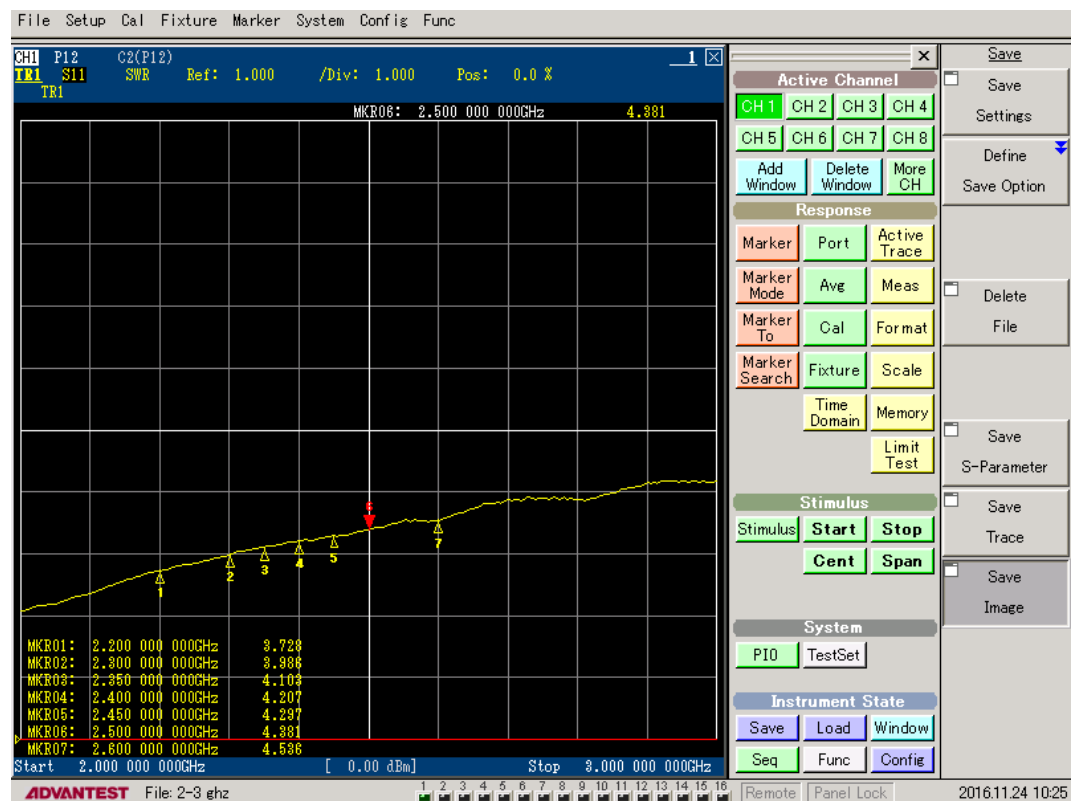 File Setup Cal Fixture Marker System Config Func
CH1 P12 C2(P12) 1
TR1 S11 SWR Ref: 1.000 /Div: 1.000 Pos: 0.0 %
TR1
MKR06: 2.500 000 000GHz 4.381
6
1
2
3
4
5
7
MKR01: 2.200 000 000GHz 3.728
MKR02: 2.300 000 000GHz 3.986
MKR03: 2.350 000 000GHz 4.103
MKR04: 2.400 000 000GHz 4.207
MKR05: 2.450 000 000GHz 4.297
MKR06: 2.500 000 000GHz 4.381
MKR07: 2.600 000 000GHz 4.536
Start 2.000 000 000GHz [ 0.00 dBm] Stop 3.000 000 000GHz
Active Channel
CH 1 CH 2 CH 3 CH 4
CH 5 CH 6 CH 7 CH 8
Add Window Delete Window More CH
Response
Marker Port Active Trace
Marker Mode Avg Meas
Marker To Cal Format
Marker Search Fixture Scale
Time Domain Memory
Limit Test
Stimulus
Stimulus Start Stop
Cent Span
System
PIO TestSet
Instrument State
Save Load Window
Seq Func Config
Save
Save
Settings
Define
Save Option
Delete
File
Save
S-Parameter
Save
Trace
Save
Image
ADVANTEST File: 2-3 ghz 1 2 3 4 5 6 7 8 9 10 11 12 13 14 15 16 Remote Panel Lock 2016.11.24 10:25